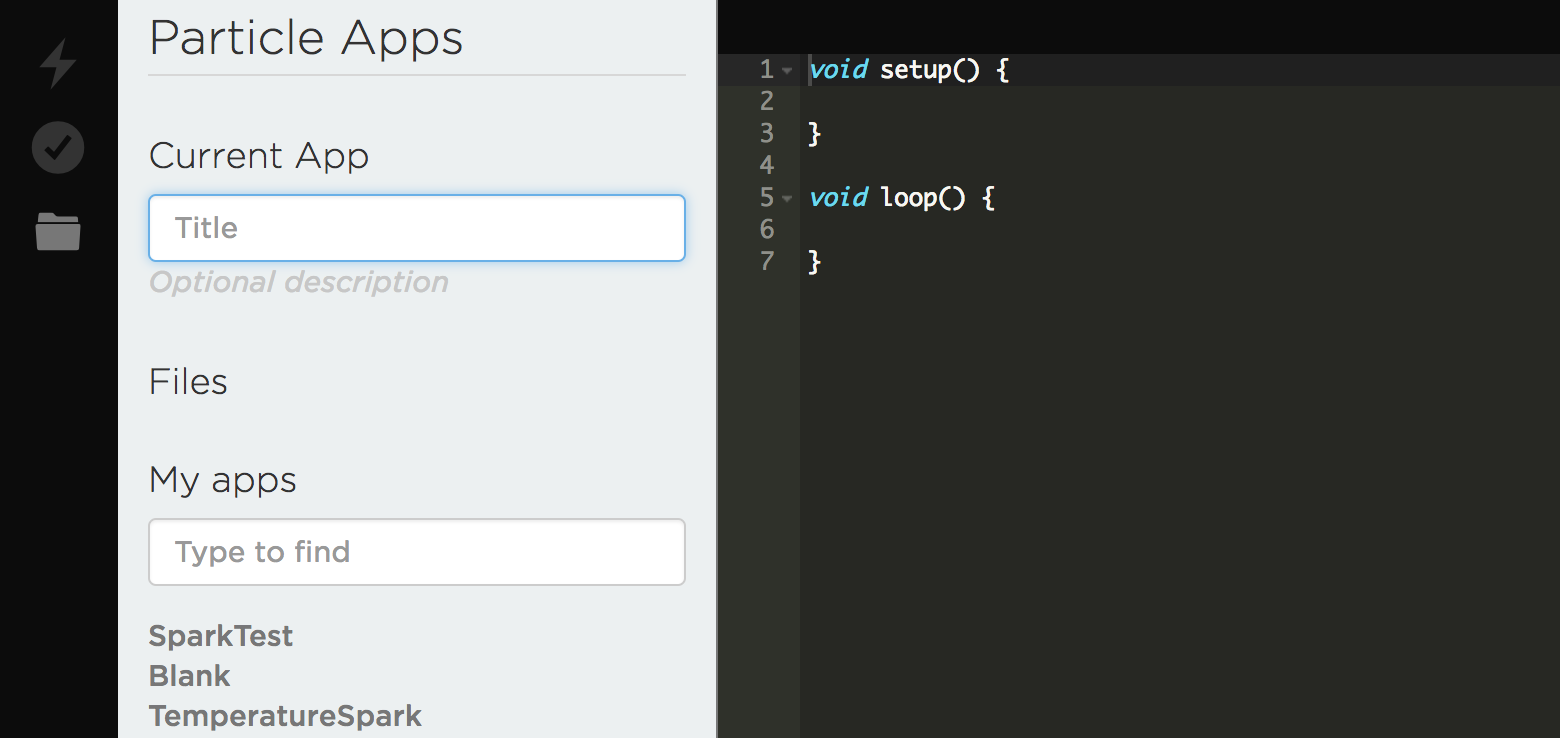 Particle Apps
Current App
Title
Optional description
Files
My apps
Type to find
SparkTest
Blank
TemperatureSpark
1 void setup() {
2
3 }
4
5 void loop() {
6
7 }